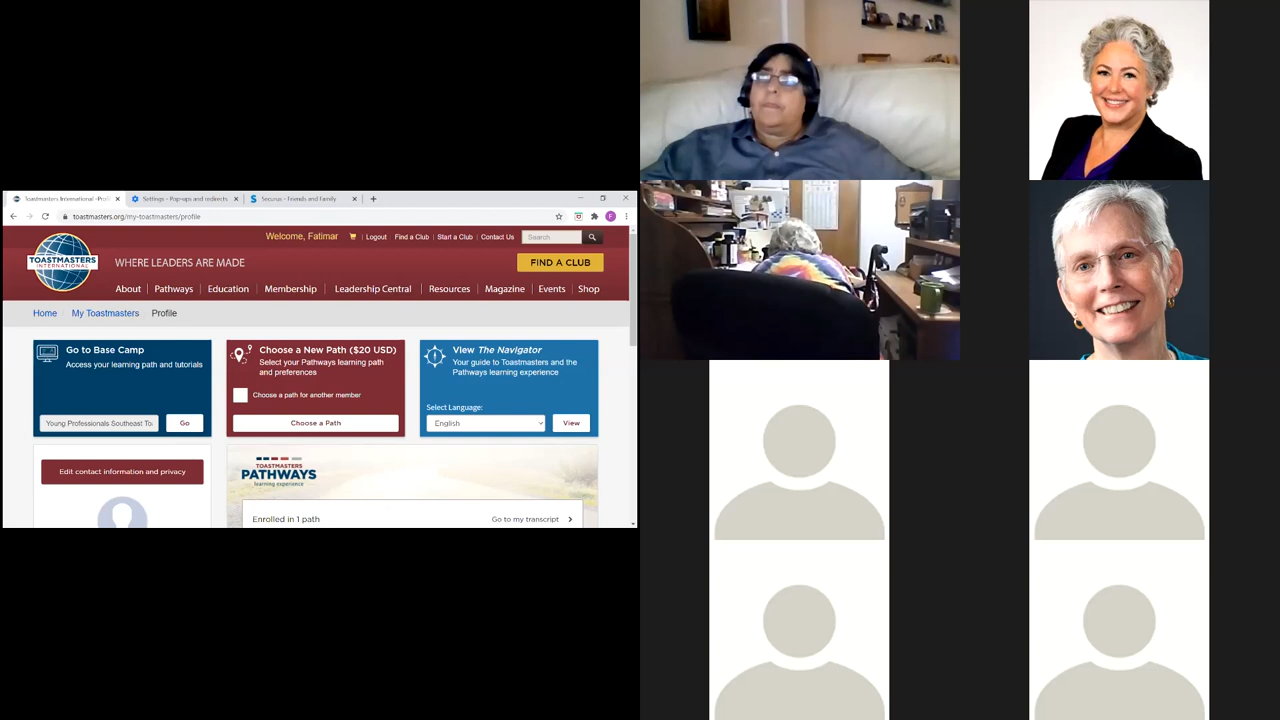 Toastmasters International -Prof
Settings - Pop-ups and redirects
Securus - Friends and Family
toastmasters.org/my-toastmasters/profile
F
Welcome, Fatimar
Logout
Find a Club
Start a Club
Contact Us
Search
TOASTMASTERS
INTERNATIONAL
WHERE LEADERS ARE MADE
FIND A CLUB
About
Pathways
Education
Membership
Leadership Central
Resources
Magazine
Events
Shop
Home
My Toastmasters
Profile
Go to Base Camp
Access your learning path and tutorials
Young Professionals Southeast To
Go
Choose a New Path ($20 USD)
Select your Pathways learning path
and preferences
Choose a path for another member
Choose a Path
View The Navigator
Your guide to Toastmasters and the
Pathways learning experience
Select Language:
English
View
Edit contact information and privacy
TOASTMASTERS
PATHWAYS
learning experience
Enrolled in 1 path
Go to my transcript